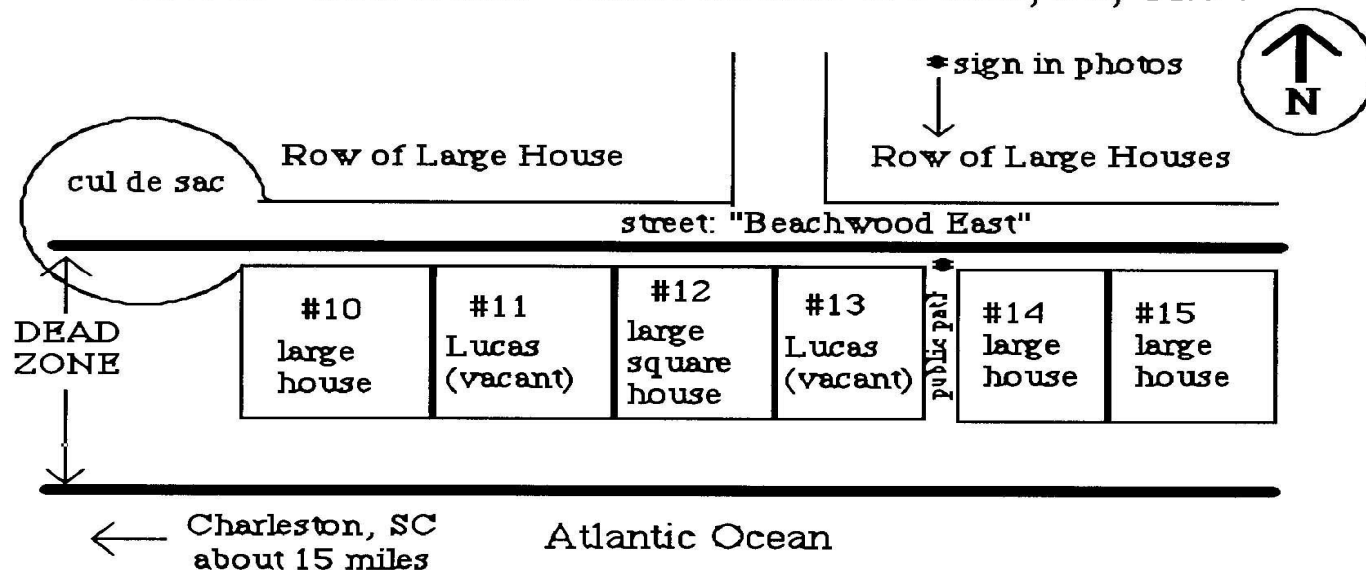 sign in photos
N
Row of Large House
Row of Large Houses
cul de sac
street: "Beachwood East"
DEAD
ZONE
#10
large
house
#11
Lucas
(vacant)
#12
large
square
house
#13
Lucas
(vacant)
public path
#14
large
house
#15
large
house
Charleston, SC
about 15 miles
Atlantic Ocean